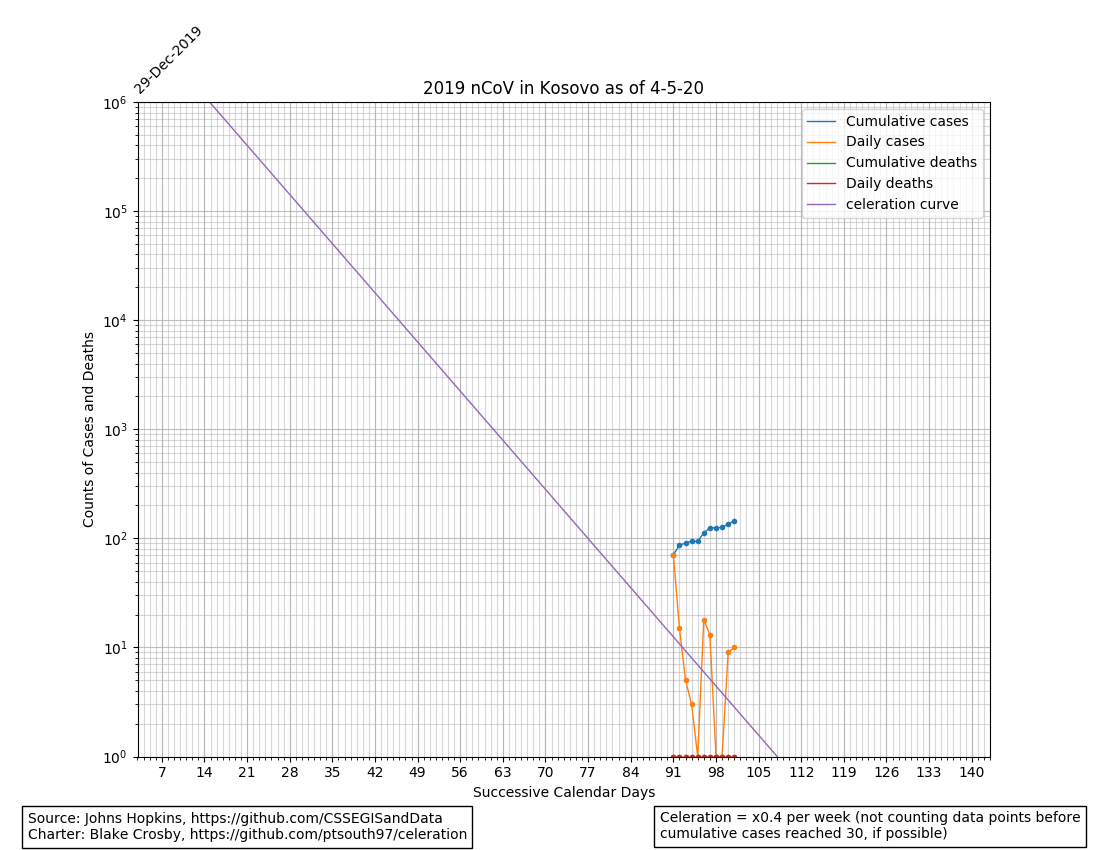 29-Dec-2019
2019 nCoV in Kosovo as of 4-5-20
Cumulative cases
Daily cases
Cumulative deaths
Daily deaths
celeration curve
10^6
10^5
10^4
10^3
10^2
10^1
10^0
Counts of Cases and Deaths
7 14 21 28 35 42 49 56 63 70 77 84 91 98 105 112 119 126 133 140
Successive Calendar Days
Source: Johns Hopkins, https://github.com/CSSEGISandData
Charter: Blake Crosby, https://github.com/ptsouth97/celeration
Celeration = x0.4 per week (not counting data points before
cumulative cases reached 30, if possible)